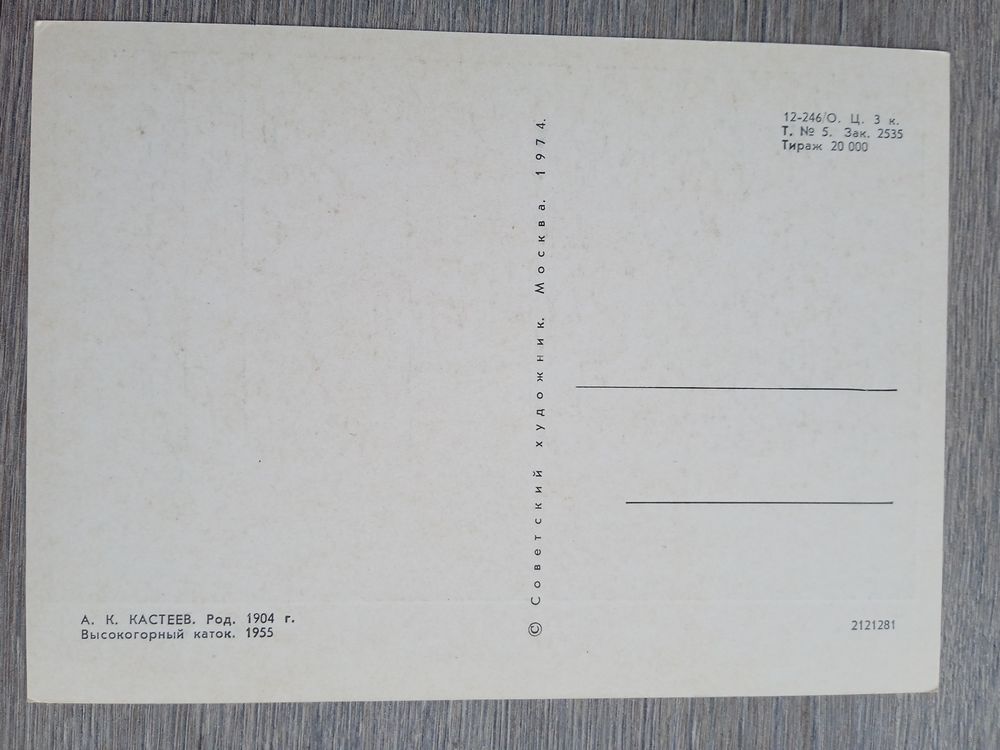 А. К. КАСТЕЕВ. Род. 1904 г.
Высокогорный каток. 1955
© Советский художник. Москва. 1974.
12-246/О. Ц. 3 к.
Т. № 5. Зак. 2535
Тираж 20 000
2121281